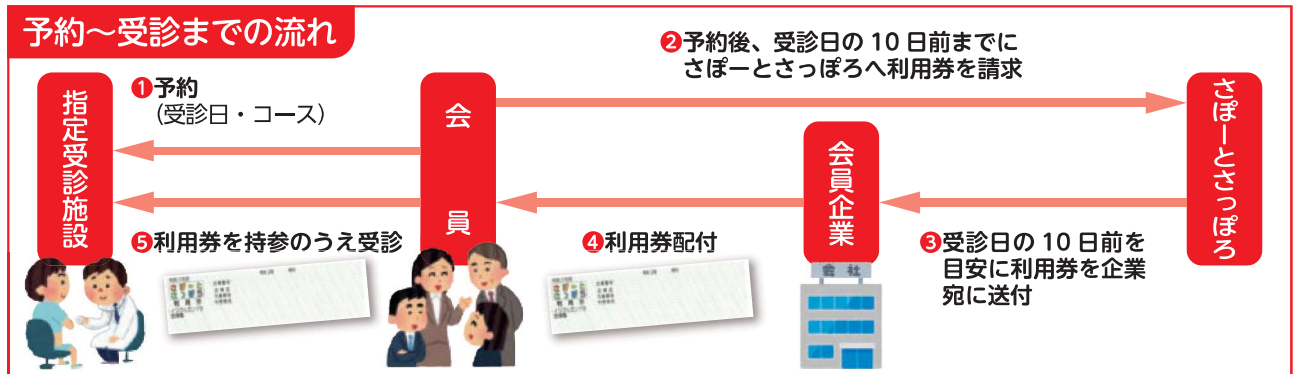 予約～受診までの流れ
指定受診施設
❶予約
（受診日・コース）
会員
❷予約後、受診日の10日前までに
さぽーとさっぽろへ利用券を請求
さぽーとさっぽろ
会員企業
❸受診日の10日前を
目安に利用券を企業
宛に送付
会社
❹利用券配付
❺利用券を持参のうえ受診